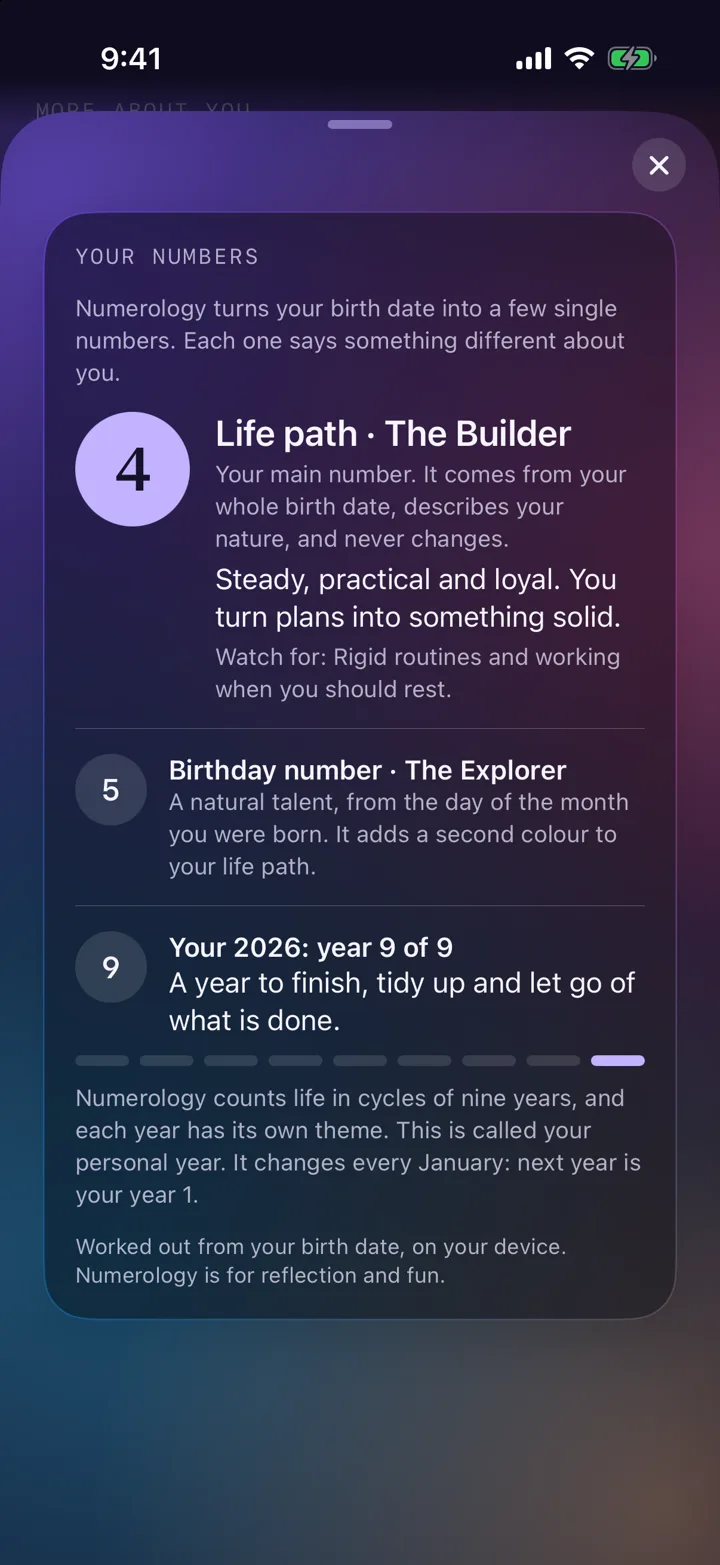 9:41
MORE ABOUT YOU
YOUR NUMBERS
Numerology turns your birth date into a few single
numbers. Each one says something different about
you.
4
Life path · The Builder
Your main number. It comes from your
whole birth date, describes your
nature, and never changes.
Steady, practical and loyal. You
turn plans into something solid.
Watch for: Rigid routines and working
when you should rest.
5
Birthday number · The Explorer
A natural talent, from the day of the month
you were born. It adds a second colour to
your life path.
9
Your 2026: year 9 of 9
A year to finish, tidy up and let go of
what is done.
Numerology counts life in cycles of nine years, and
each year has its own theme. This is called your
personal year. It changes every January: next year is
your year 1.
Worked out from your birth date, on your device.
Numerology is for reflection and fun.